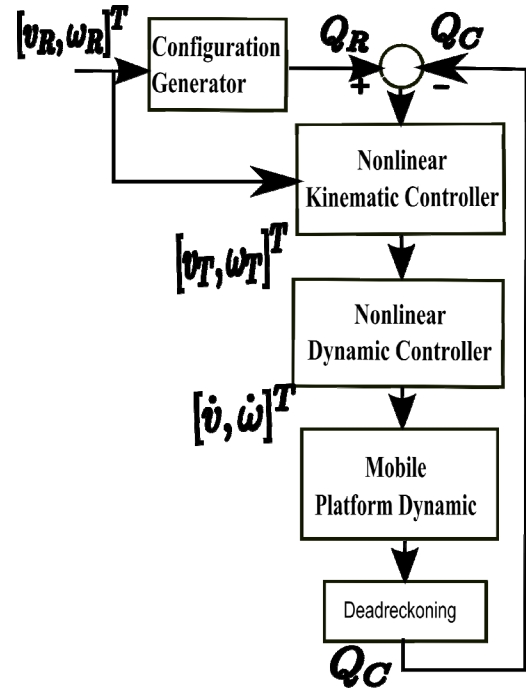 [v_R, ω_R]^T
Configuration
Generator
Q_R
Q_C
+
−
Nonlinear
Kinematic Controller
[v_T, ω_T]^T
Nonlinear
Dynamic Controller
[v̇, ω̇]^T
Mobile
Platform Dynamic
Deadreckoning
Q_C